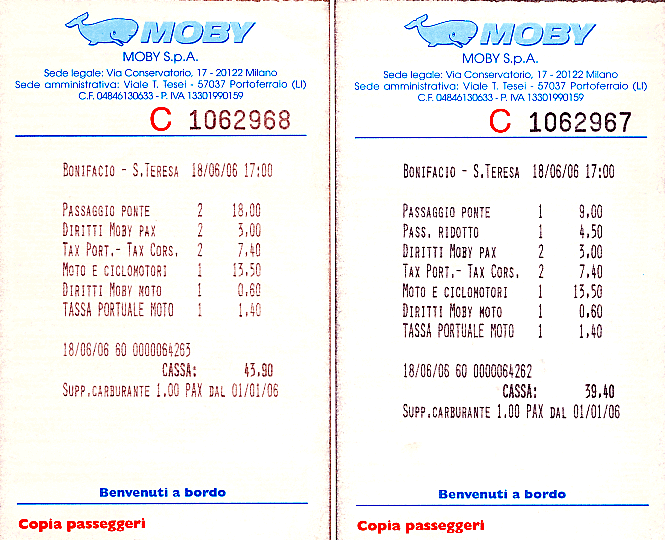 MOBY
MOBY S.p.A.
Sede legale: Via Conservatorio, 17 - 20122 Milano
Sede amministrativa: Viale T. Tesei - 57037 Portoferraio (LI)
C.F. 04846130633 - P. IVA 13301990159
C 1062968
BONIFACIO - S.TERESA 18/06/06 17:00
PASSAGGIO PONTE 2 18,00
DIRITTI MOBY PAX 2 3,00
TAX PORT.- TAX CORS. 2 7,40
MOTO E CICLOMOTORI 1 13,50
DIRITTI MOBY MOTO 1 0,60
TASSA PORTUALE MOTO 1 1,40
18/06/06 60 0000064263
CASSA: 43,90
SUPP.CARBURANTE 1,00 PAX DAL 01/01/06
Benvenuti a bordo
Copia passeggeri
MOBY
MOBY S.p.A.
Sede legale: Via Conservatorio, 17 - 20122 Milano
Sede amministrativa: Viale T. Tesei - 57037 Portoferraio (LI)
C.F. 04846130633 - P. IVA 13301990159
C 1062967
BONIFACIO - S.TERESA 18/06/06 17:00
PASSAGGIO PONTE 1 9,00
PASS. RIDOTTO 1 4,50
DIRITTI MOBY PAX 2 3,00
TAX PORT.- TAX CORS. 2 7,40
MOTO E CICLOMOTORI 1 13,50
DIRITTI MOBY MOTO 1 0,60
TASSA PORTUALE MOTO 1 1,40
18/06/06 60 0000064262
CASSA: 39,40
SUPP.CARBURANTE 1,00 PAX DAL 01/01/06
Benvenuti a bordo
Copia passeggeri